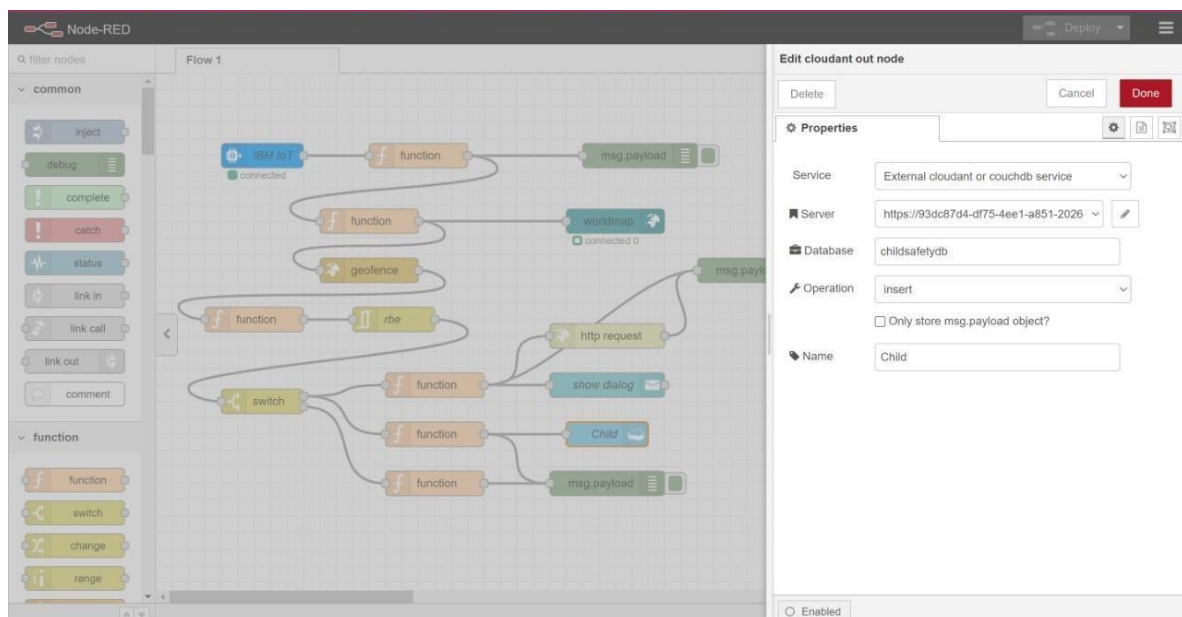 Node-RED
Deploy
filter nodes
Flow 1
common
inject
debug
complete
catch
status
link in
link call
link out
comment
function
function
switch
change
range
IBM IoT
connected
function
msg.payload
function
worldmap
connected 0
geofence
msg.paylo
function
rbe
http request
switch
function
show dialog
function
Child
function
msg.payload
Edit cloudant out node
Delete
Cancel
Done
Properties
Service
External cloudant or couchdb service
Server
https://93dc87d4-df75-4ee1-a851-2026
Database
childsafetydb
Operation
insert
Only store msg.payload object?
Name
Child
Enabled